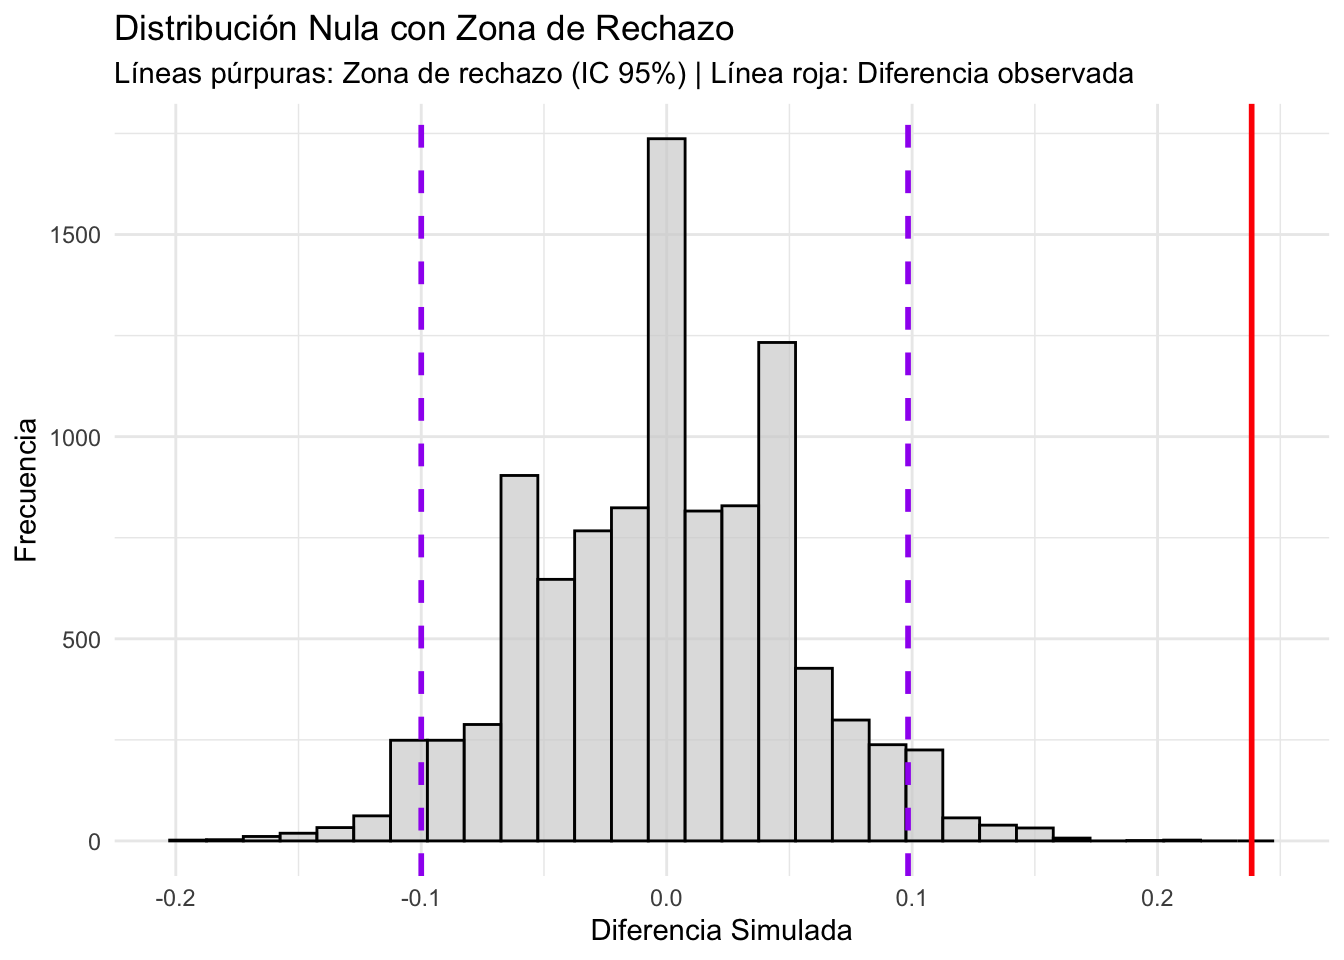 Distribución Nula con Zona de Rechazo
Líneas púrpuras: Zona de rechazo (IC 95%) | Línea roja: Diferencia observada
Frecuencia
1500
1000
500
0
-0.2
-0.1
0.0
0.1
0.2
Diferencia Simulada